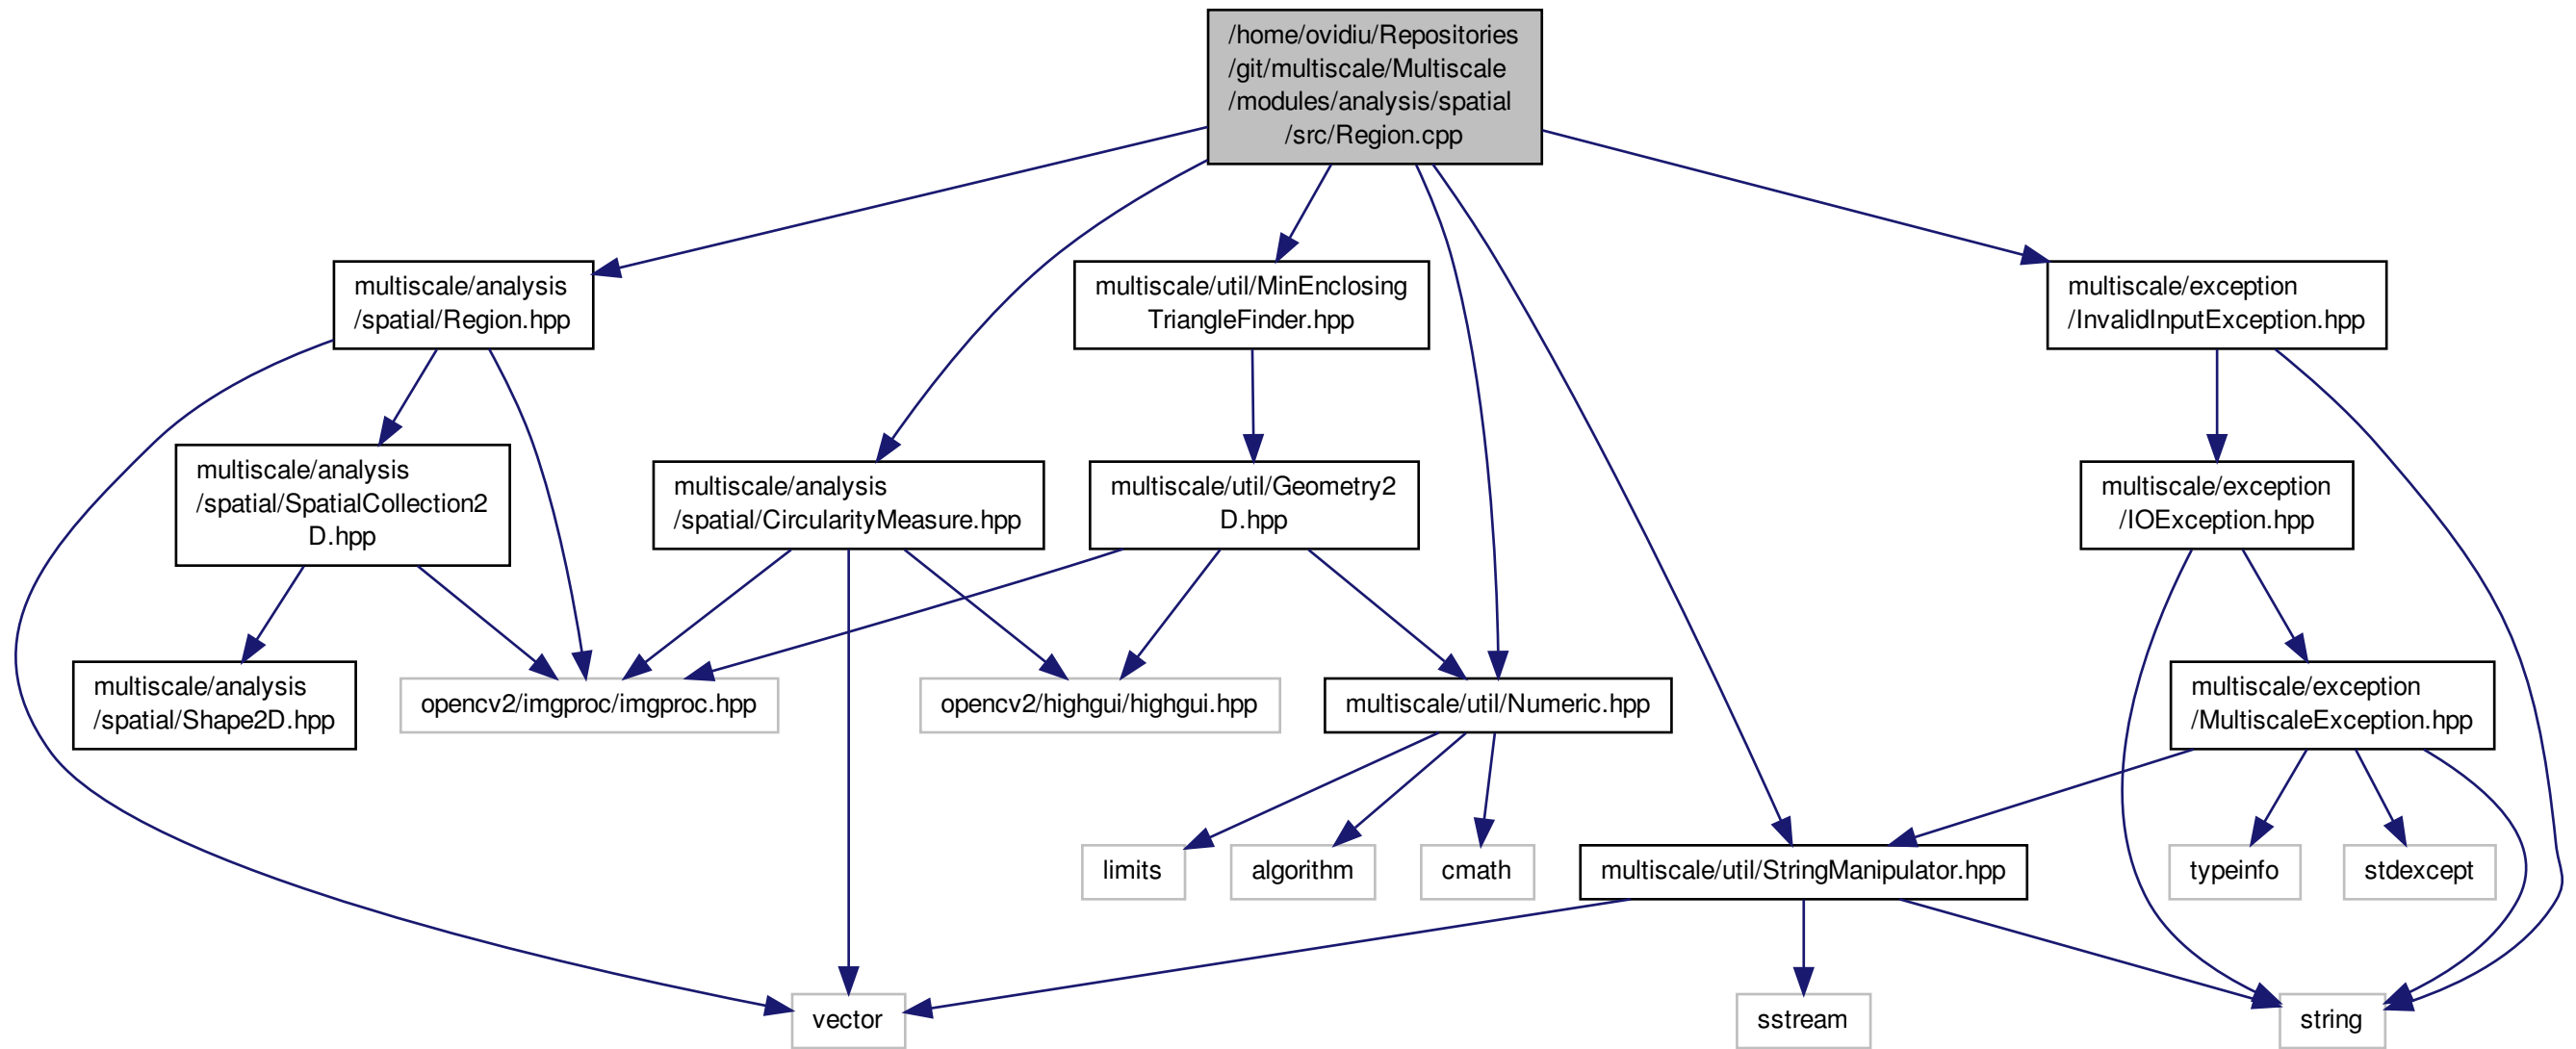 /home/ovidiu/Repositories
/git/multiscale/Multiscale
/modules/analysis/spatial
/src/Region.cpp
multiscale/analysis
/spatial/Region.hpp
multiscale/util/MinEnclosing
TriangleFinder.hpp
multiscale/exception
/InvalidInputException.hpp
multiscale/analysis
/spatial/SpatialCollection2
D.hpp
multiscale/analysis
/spatial/CircularityMeasure.hpp
multiscale/util/Geometry2
D.hpp
multiscale/exception
/IOException.hpp
multiscale/analysis
/spatial/Shape2D.hpp
opencv2/imgproc/imgproc.hpp
opencv2/highgui/highgui.hpp
multiscale/util/Numeric.hpp
multiscale/exception
/MultiscaleException.hpp
limits
algorithm
cmath
multiscale/util/StringManipulator.hpp
typeinfo
stdexcept
vector
sstream
string